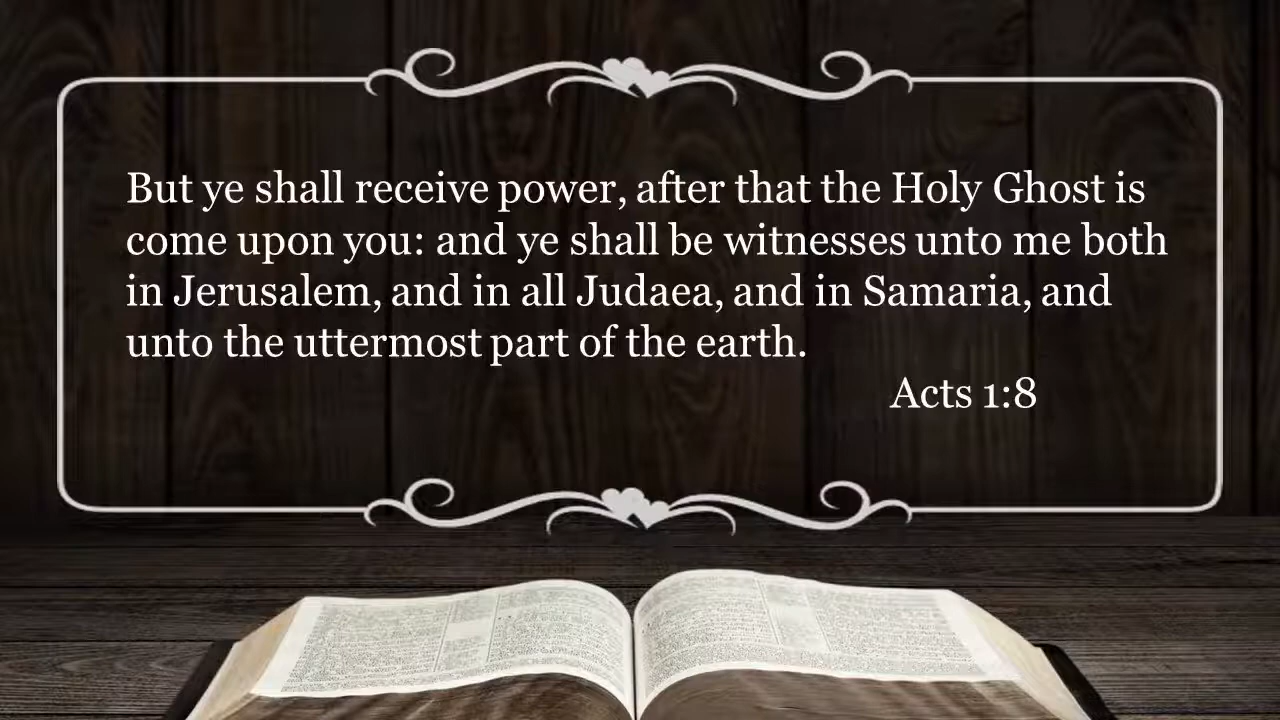 But ye shall receive power, after that the Holy Ghost is
come upon you: and ye shall be witnesses unto me both
in Jerusalem, and in all Judaea, and in Samaria, and
unto the uttermost part of the earth.
Acts 1:8